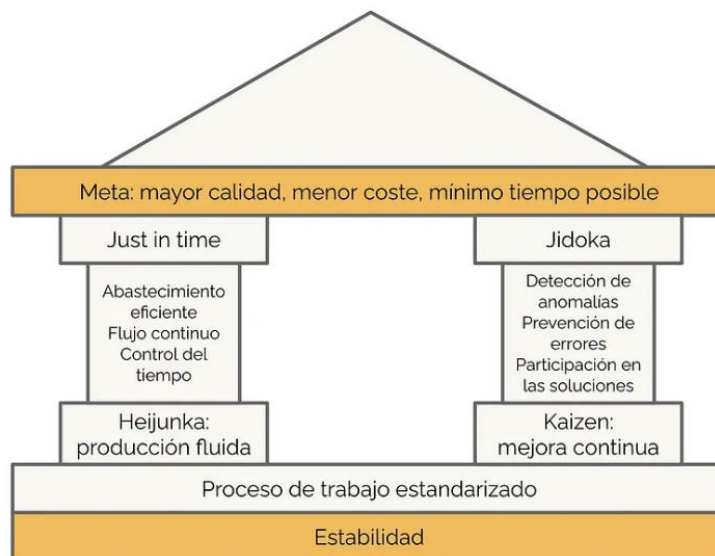 Meta: mayor calidad, menor coste, mínimo tiempo posible
Just in time
Abastecimiento
eficiente
Flujo continuo
Control del
tiempo
Heijunka:
producción fluida
Jidoka
Detección de
anomalías
Prevención de
errores
Participación en
las soluciones
Kaizen:
mejora continua
Proceso de trabajo estandarizado
Estabilidad